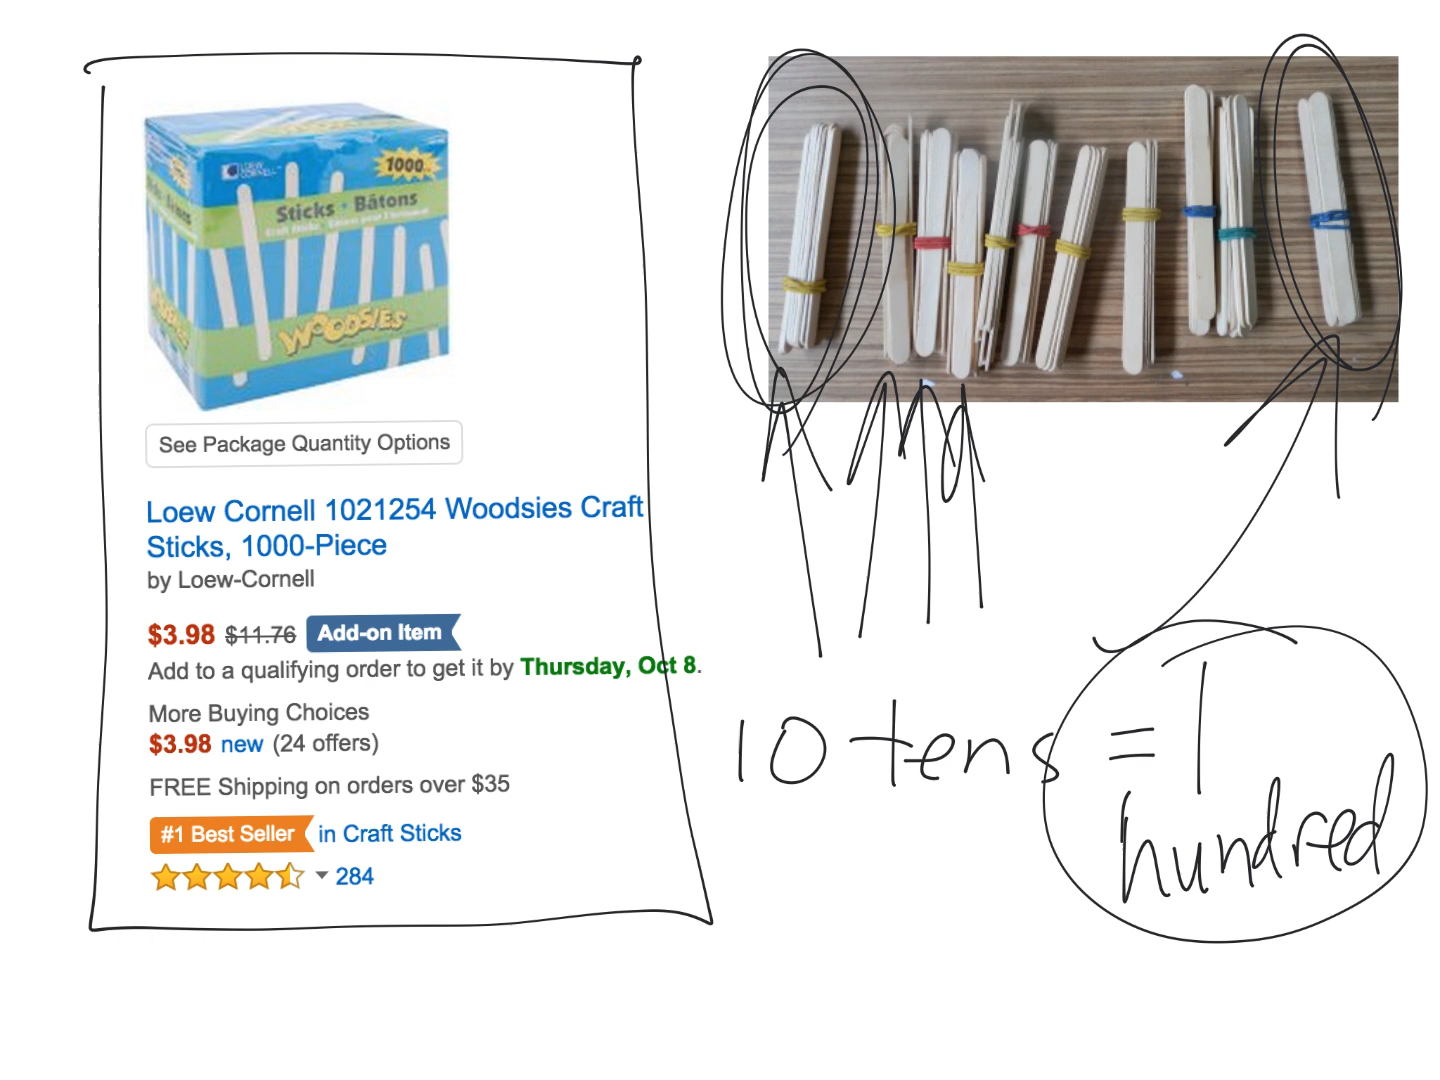 LOEW
CORNELL
1000
Sticks • Bâtons
WOODSIES
See Package Quantity Options
Loew Cornell 1021254 Woodsies Craft
Sticks, 1000-Piece
by Loew-Cornell
$3.98 $11.76 Add-on Item
Add to a qualifying order to get it by Thursday, Oct 8.
More Buying Choices
$3.98 new (24 offers)
FREE Shipping on orders over $35
#1 Best Seller in Craft Sticks
284
10 tens = 1
hundred